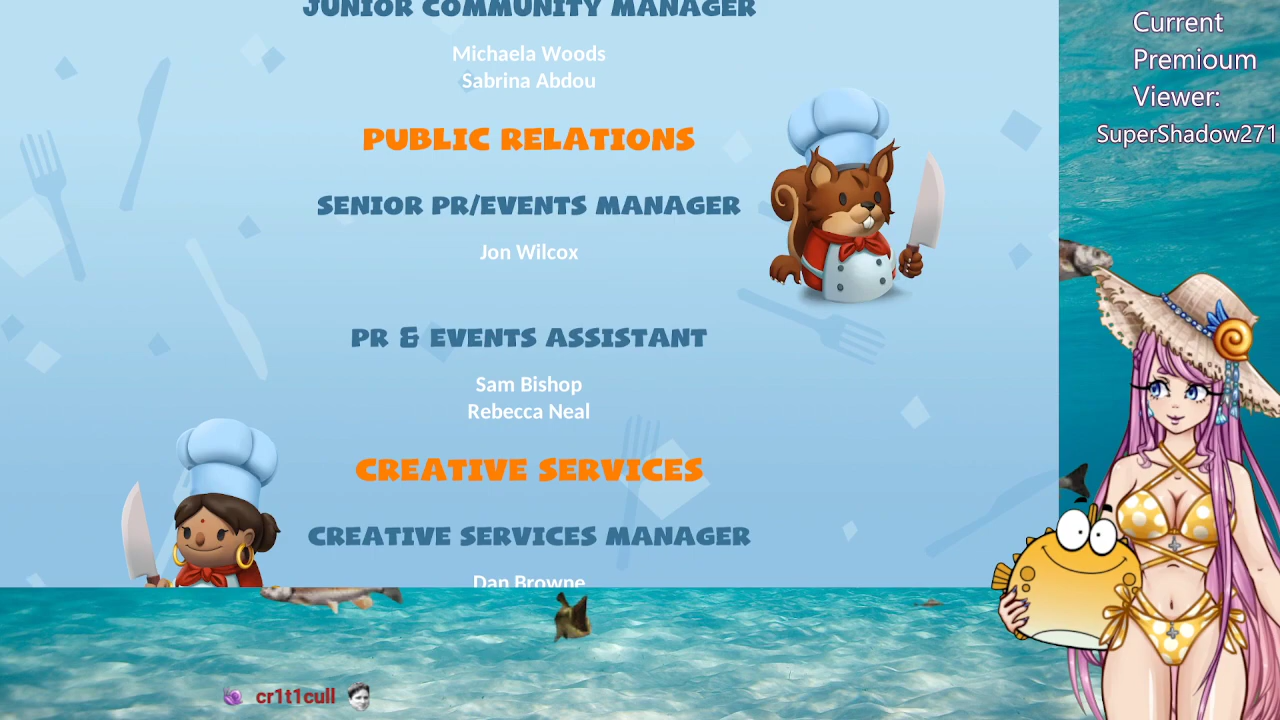 JUNIOR COMMUNITY MANAGER
Michaela Woods
Sabrina Abdou
PUBLIC RELATIONS
SENIOR PR/EVENTS MANAGER
Jon Wilcox
PR & EVENTS ASSISTANT
Sam Bishop
Rebecca Neal
CREATIVE SERVICES
CREATIVE SERVICES MANAGER
Dan Browne
Current
Premioum
Viewer:
SuperShadow271
cr1t1cull